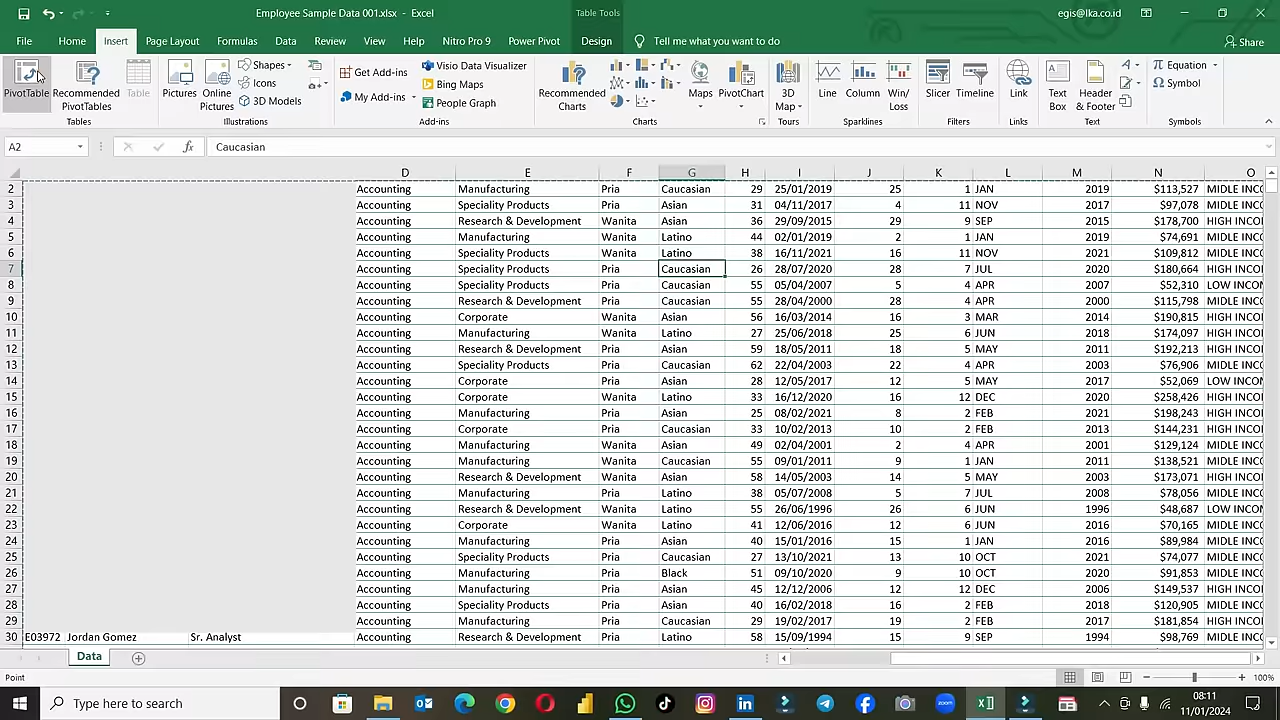 Employee Sample Data 001.xlsx - Excel
Table Tools
egis@lka.co.id
File Home Insert Page Layout Formulas Data Review View Help Nitro Pro 9 Power Pivot Design Tell me what you want to do Share
PivotTable
Recommended PivotTables
Table
Tables
Pictures
Online Pictures
Shapes
Icons
3D Models
Illustrations
Get Add-ins
My Add-ins
Visio Data Visualizer
Bing Maps
People Graph
Add-ins
Recommended Charts
Maps
PivotChart
Charts
3D Map
Tours
Line
Column
Win/ Loss
Sparklines
Slicer
Timeline
Filters
Link
Links
Text Box
Header & Footer
Text
Equation
Symbol
Symbols
A2 fx Caucasian
D E F G H I J K L M N O
2 Accounting Manufacturing Pria Caucasian 29 25/01/2019 25 1 JAN 2019 $113,527 MIDLE INCO
3 Accounting Speciality Products Pria Asian 31 04/11/2017 4 11 NOV 2017 $97,078 MIDLE INCO
4 Accounting Research & Development Wanita Asian 36 29/09/2015 29 9 SEP 2015 $178,700 HIGH INCO
5 Accounting Manufacturing Wanita Latino 44 02/01/2019 2 1 JAN 2019 $74,691 MIDLE INCO
6 Accounting Speciality Products Wanita Latino 38 16/11/2021 16 11 NOV 2021 $109,812 MIDLE INCO
7 Accounting Speciality Products Pria Caucasian 26 28/07/2020 28 7 JUL 2020 $180,664 HIGH INCO
8 Accounting Speciality Products Pria Caucasian 55 05/04/2007 5 4 APR 2007 $52,310 LOW INCO
9 Accounting Research & Development Pria Caucasian 55 28/04/2000 28 4 APR 2000 $115,798 MIDLE INCO
10 Accounting Corporate Wanita Asian 56 16/03/2014 16 3 MAR 2014 $190,815 HIGH INCO
11 Accounting Manufacturing Wanita Latino 27 25/06/2018 25 6 JUN 2018 $174,097 HIGH INCO
12 Accounting Research & Development Pria Asian 59 18/05/2011 18 5 MAY 2011 $192,213 HIGH INCO
13 Accounting Speciality Products Pria Caucasian 62 22/04/2003 22 4 APR 2003 $76,906 MIDLE INCO
14 Accounting Corporate Pria Asian 28 12/05/2017 12 5 MAY 2017 $52,069 LOW INCO
15 Accounting Corporate Wanita Latino 33 16/12/2020 16 12 DEC 2020 $258,426 HIGH INCO
16 Accounting Manufacturing Pria Asian 25 08/02/2021 8 2 FEB 2021 $198,243 HIGH INCO
17 Accounting Corporate Pria Caucasian 33 10/02/2013 10 2 FEB 2013 $144,231 HIGH INCO
18 Accounting Manufacturing Wanita Asian 49 02/04/2001 2 4 APR 2001 $129,124 MIDLE INCO
19 Accounting Manufacturing Wanita Caucasian 55 09/01/2011 9 1 JAN 2011 $138,521 MIDLE INCO
20 Accounting Research & Development Wanita Asian 58 14/05/2003 14 5 MAY 2003 $173,071 HIGH INCO
21 Accounting Manufacturing Pria Latino 38 05/07/2008 5 7 JUL 2008 $78,056 MIDLE INCO
22 Accounting Research & Development Wanita Latino 55 26/06/1996 26 6 JUN 1996 $48,687 LOW INCO
23 Accounting Corporate Wanita Latino 41 12/06/2016 12 6 JUN 2016 $70,165 MIDLE INCO
24 Accounting Manufacturing Pria Asian 40 15/01/2016 15 1 JAN 2016 $89,984 MIDLE INCO
25 Accounting Speciality Products Pria Caucasian 27 13/10/2021 13 10 OCT 2021 $74,077 MIDLE INCO
26 Accounting Manufacturing Pria Black 51 09/10/2020 9 10 OCT 2020 $91,853 MIDLE INCO
27 Accounting Manufacturing Pria Asian 45 12/12/2006 12 12 DEC 2006 $149,537 HIGH INCO
28 Accounting Speciality Products Pria Asian 40 16/02/2018 16 2 FEB 2018 $120,905 MIDLE INCO
29 Accounting Manufacturing Pria Caucasian 29 19/02/2017 19 2 FEB 2017 $181,854 HIGH INCO
30 E03972 Jordan Gomez Sr. Analyst Accounting Research & Development Pria Latino 58 15/09/1994 15 9 SEP 1994 $98,769 MIDLE INCO
Data
Point
100%
Type here to search
zoom
08:11
11/01/2024